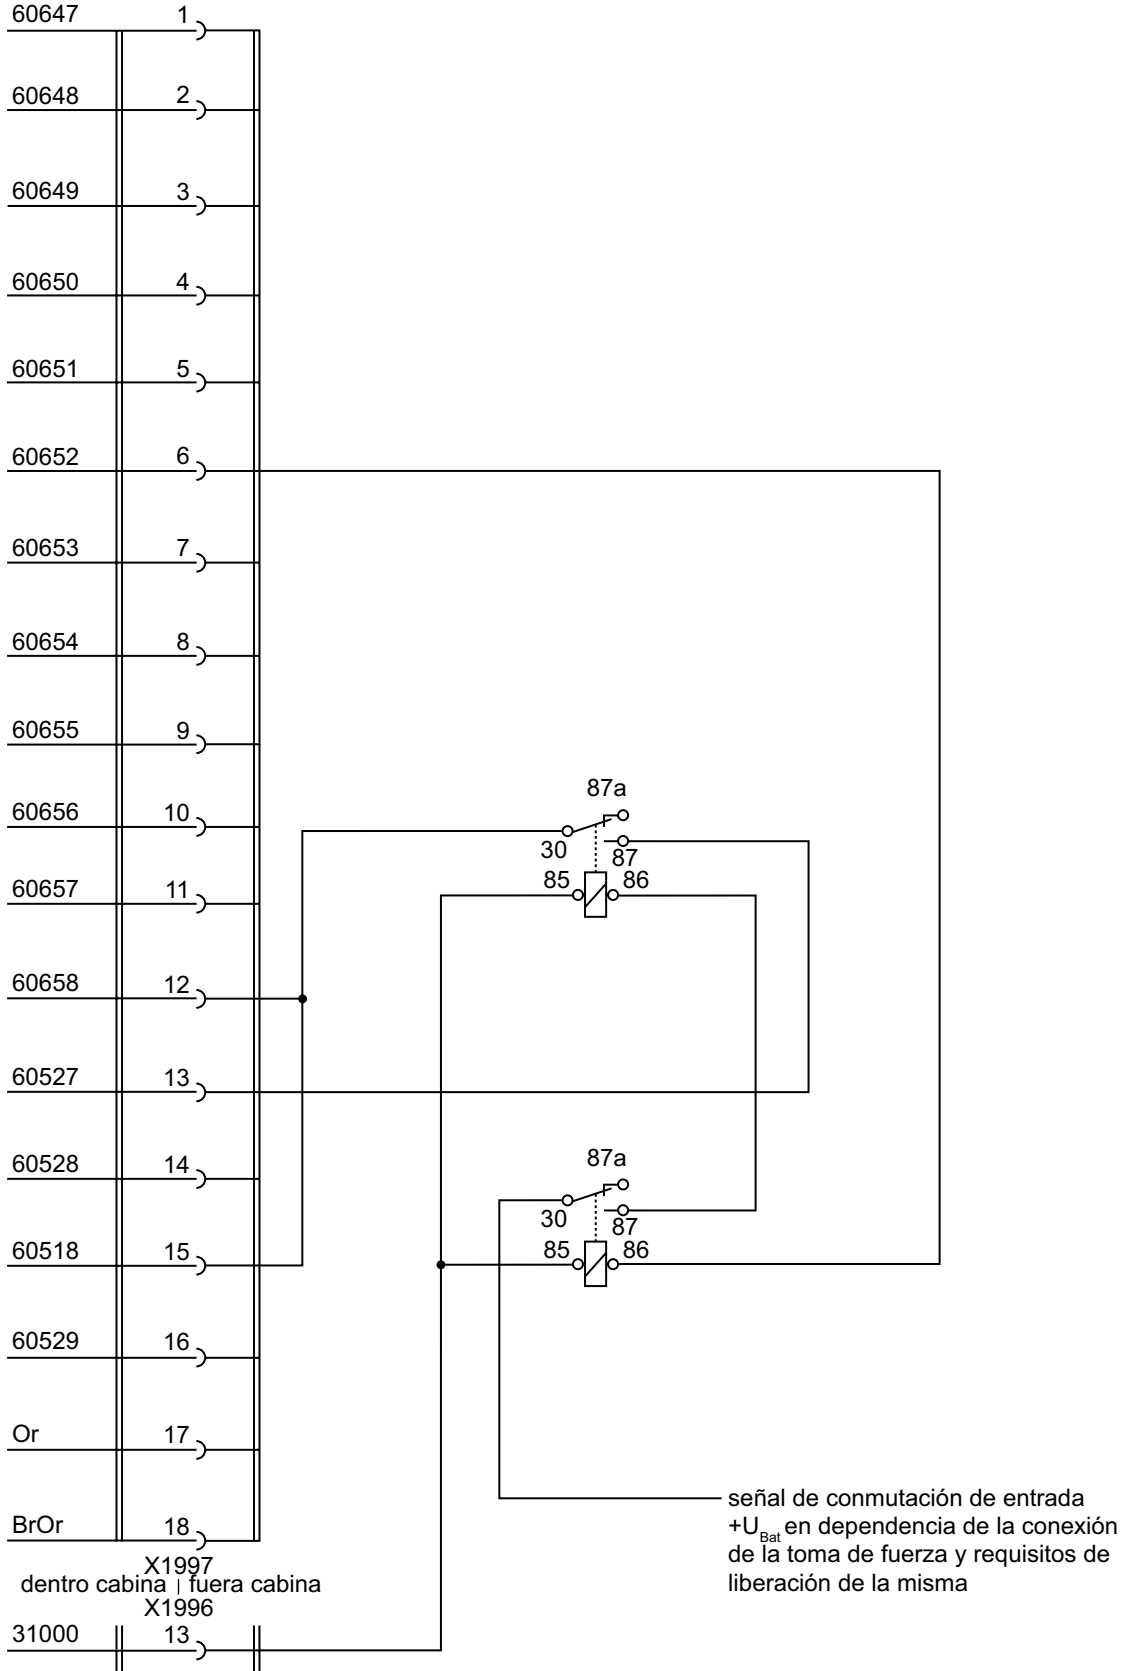 60647 1
60648 2
60649 3
60650 4
60651 5
60652 6
60653 7
60654 8
60655 9
60656 10
60657 11
60658 12
60527 13
60528 14
60518 15
60529 16
Or 17
BrOr 18
X1997
dentro cabina | fuera cabina
X1996
31000 13
87a
30 87
85 86
87a
30 87
85 86
señal de conmutación de entrada
+UBat en dependencia de la conexión
de la toma de fuerza y requisitos de
liberación de la misma